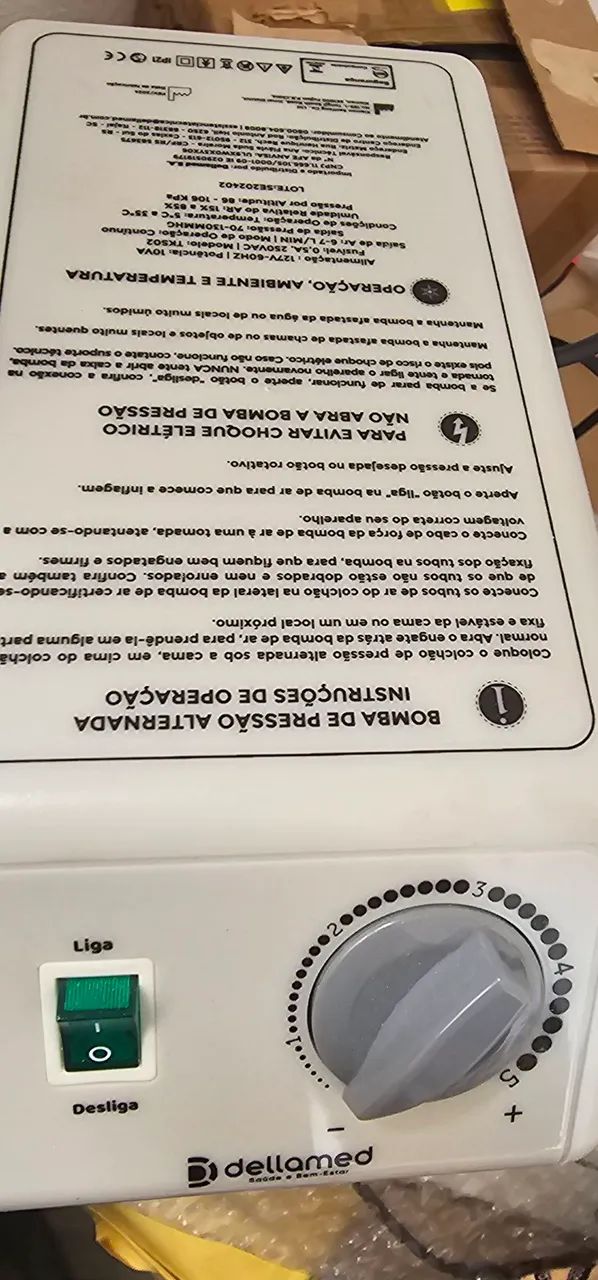 BOMBA DE PRESSÃO ALTERNADA
INSTRUÇÕES DE OPERAÇÃO
Coloque o colchão de pressão alternada sob a cama, em cima do
normal. Abra o engate atrás da bomba de ar, para prendê-la em alguma
fixa e estável da cama ou em um local próximo.
Conecte os tubos de ar do colchão na lateral da bomba de ar certificando-se
de que os tubos não estão dobrados e nem enrolados. Confira também a
fixação dos tubos na bomba, para que fiquem bem engatados e firmes.
Conecte o cabo de força da bomba de ar à uma tomada, atentando-se com a
voltagem correta do seu aparelho.
Aperte o botão "liga" na bomba de ar para que comece a inflagem.
Ajuste a pressão desejada no botão rotativo.
PARA EVITAR CHOQUE ELÉTRICO
NÃO ABRA A BOMBA DE PRESSÃO
Se a bomba parar de funcionar, aperte o botão "desliga", confira a conexão na
tomada e tente ligar o aparelho novamente. NUNCA tente abrir a caixa da bomba,
pois existe o risco de choque elétrico. Caso não funcione, contate o suporte técnico.
Mantenha a bomba afastada de chamas ou de objetos e locais muito quentes.
Mantenha a bomba afastada da água ou de locais muito úmidos.
OPERAÇÃO, AMBIENTE E TEMPERATURA
Alimentação : 127V-60HZ | Potência: 10VA
Fusível: 0,5A, 250VAC | Modelo: TKS02
Saída de Ar: 6-7 L/MIN | Modo de Operação: Contínuo
Saída de Pressão: 70-130MMHG
Condições de Operação: Temperatura: 5°C a 35°C
Umidade Relativa do AR: 15% a 85%
Pressão por Altitude: 86 - 106 KPa
LOTE:SE202402
Importado e Distribuído por: Dellamed S.A.
IP21
Segurança
Liga
I
O
Desliga
1
2
3
4
5
-
+
dellamed
Saúde e Bem-Estar